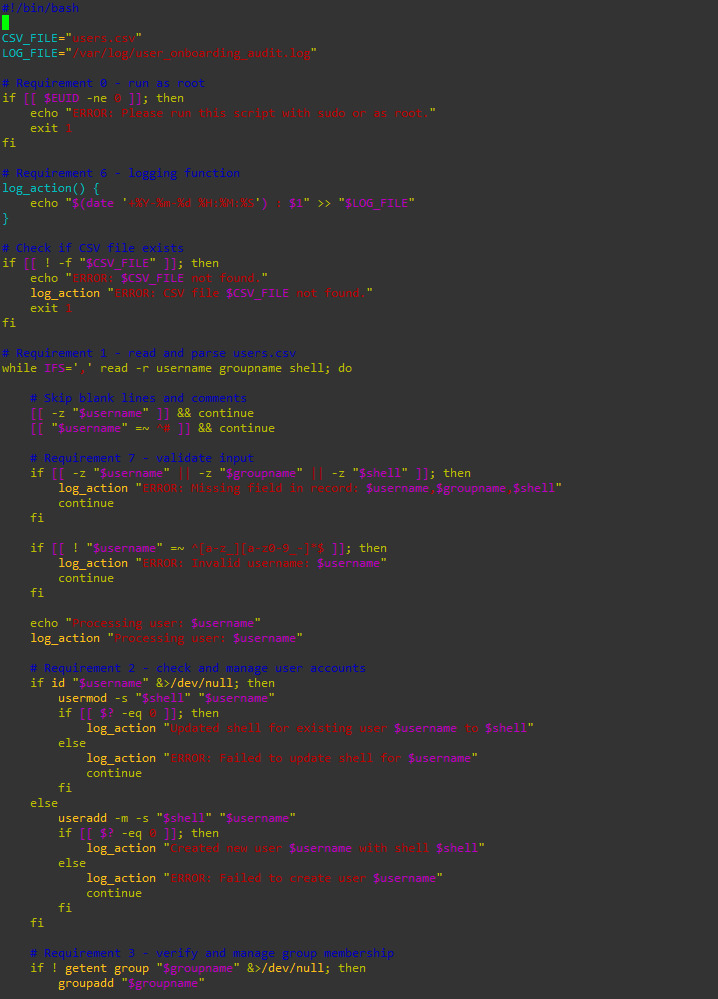 #!/bin/bash
CSV_FILE="users.csv"
LOG_FILE="/var/log/user_onboarding_audit.log"
# Requirement 0 - run as root
if [[ $EUID -ne 0 ]]; then
    echo "ERROR: Please run this script with sudo or as root."
    exit 1
fi
# Requirement 6 - logging function
log_action() {
    echo "$(date '+%Y-%m-%d %H:%M:%S') : $1" >> "$LOG_FILE"
}
# Check if CSV file exists
if [[ ! -f "$CSV_FILE" ]]; then
    echo "ERROR: $CSV_FILE not found."
    log_action "ERROR: CSV file $CSV_FILE not found."
    exit 1
fi
# Requirement 1 - read and parse users.csv
while IFS=',' read -r username groupname shell; do
    # Skip blank lines and comments
    [[ -z "$username" ]] && continue
    [[ "$username" =~ ^# ]] && continue
    # Requirement 7 - validate input
    if [[ -z "$username" || -z "$groupname" || -z "$shell" ]]; then
        log_action "ERROR: Missing field in record: $username,$groupname,$shell"
        continue
    fi
    if [[ ! "$username" =~ ^[a-z_][a-z0-9_-]*$ ]]; then
        log_action "ERROR: Invalid username: $username"
        continue
    fi
    echo "Processing user: $username"
    log_action "Processing user: $username"
    # Requirement 2 - check and manage user accounts
    if id "$username" &>/dev/null; then
        usermod -s "$shell" "$username"
        if [[ $? -eq 0 ]]; then
            log_action "Updated shell for existing user $username to $shell"
        else
            log_action "ERROR: Failed to update shell for $username"
            continue
        fi
    else
        useradd -m -s "$shell" "$username"
        if [[ $? -eq 0 ]]; then
            log_action "Created new user $username with shell $shell"
        else
            log_action "ERROR: Failed to create user $username"
            continue
        fi
    fi
    # Requirement 3 - verify and manage group membership
    if ! getent group "$groupname" &>/dev/null; then
        groupadd "$groupname"